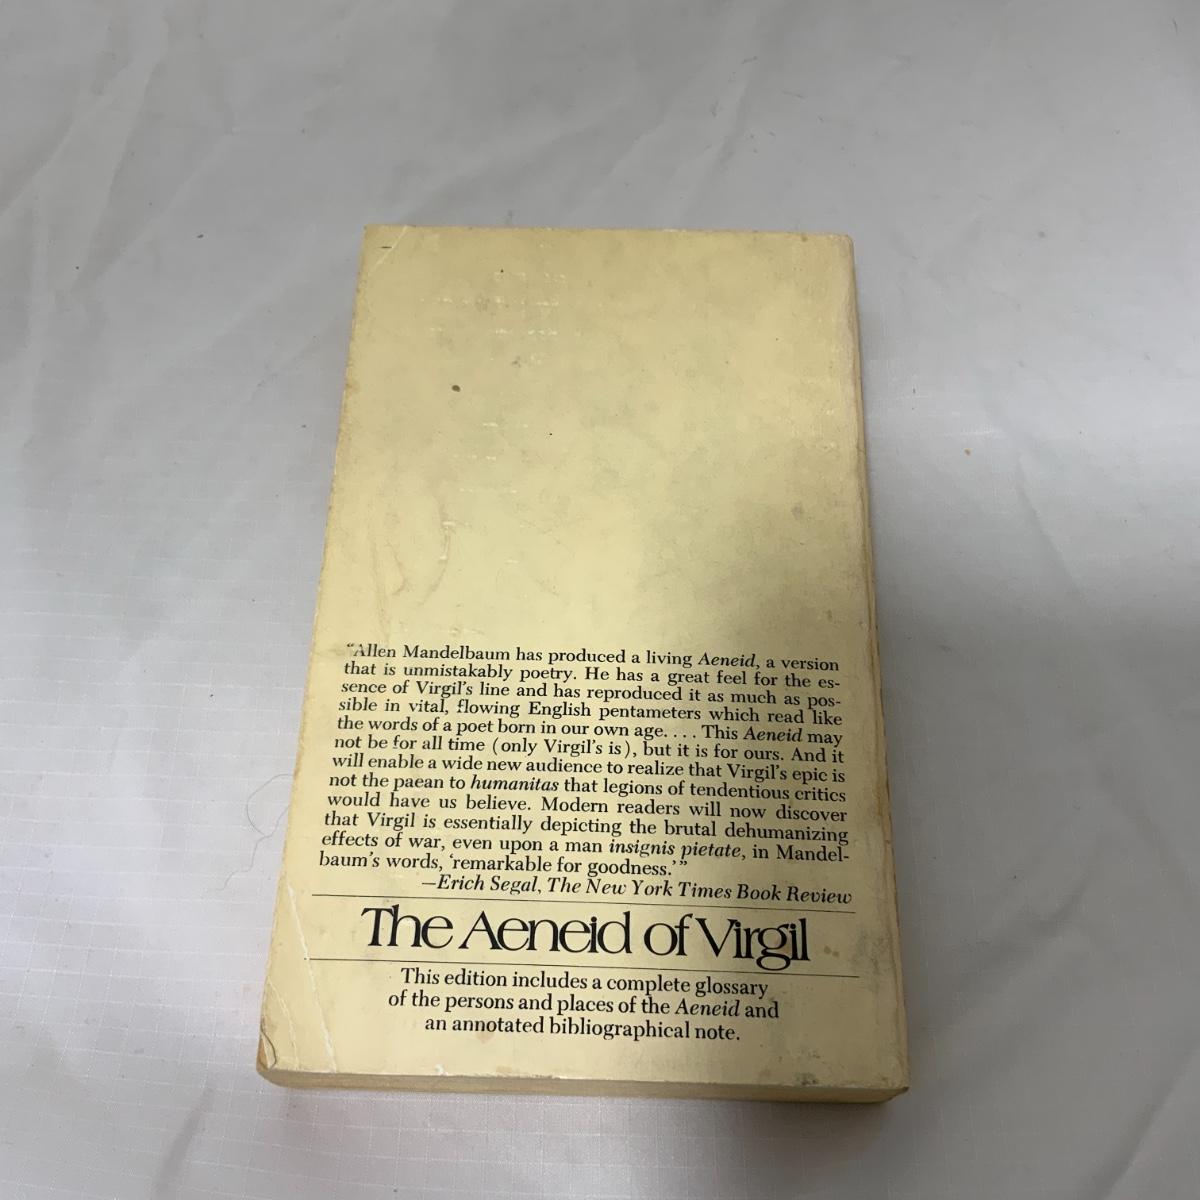 "Allen Mandelbaum has produced a living Aeneid, a version
that is unmistakably poetry. He has a great feel for the es-
sence of Virgil's line and has reproduced it as much as pos-
sible in vital, flowing English pentameters which read like
the words of a poet born in our own age. . . . This Aeneid may
not be for all time (only Virgil's is), but it is for ours. And it
will enable a wide new audience to realize that Virgil's epic is
not the paean to humanitas that legions of tendentious critics
would have us believe. Modern readers will now discover
that Virgil is essentially depicting the brutal dehumanizing
effects of war, even upon a man insignis pietate, in Mandel-
baum's words, 'remarkable for goodness.'"
—Erich Segal, The New York Times Book Review
The Aeneid of Virgil
This edition includes a complete glossary
of the persons and places of the Aeneid and
an annotated bibliographical note.